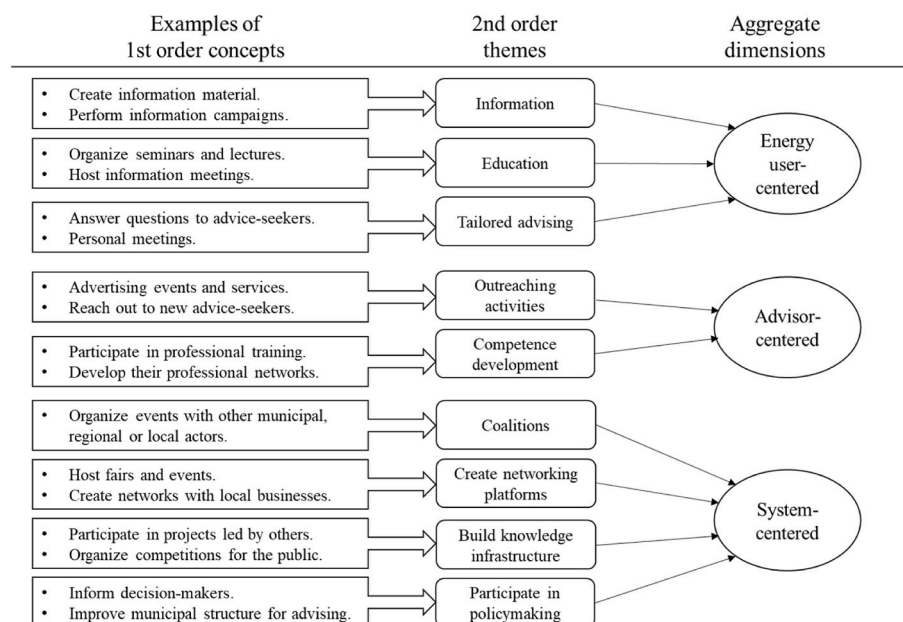 Examples of
1st order concepts
2nd order
themes
Aggregate
dimensions
• Create information material.
• Perform information campaigns.
Information
• Organize seminars and lectures.
• Host information meetings.
Education
• Answer questions to advice-seekers.
• Personal meetings.
Tailored advising
Energy
user-
centered
• Advertising events and services.
• Reach out to new advice-seekers.
Outreaching
activities
• Participate in professional training.
• Develop their professional networks.
Competence
development
Advisor-
centered
• Organize events with other municipal,
regional or local actors.
Coalitions
• Host fairs and events.
• Create networks with local businesses.
Create networking
platforms
• Participate in projects led by others.
• Organize competitions for the public.
Build knowledge
infrastructure
• Inform decision-makers.
• Improve municipal structure for advising.
Participate in
policymaking
System-
centered